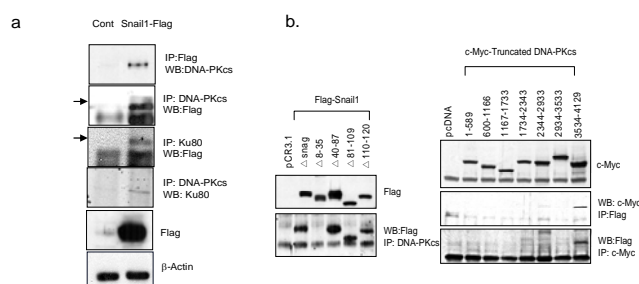 a
Cont Snail1-Flag
IP:Flag
WB:DNA-PKcs
IP: DNA-PKcs
WB:Flag
IP: Ku80
WB:Flag
IP: DNA-PKcs
WB: Ku80
Flag
β-Actin
b.
Flag-Snail1
pCR3.1
△ snag
△ 8-35
△ 40-87
△ 81-109
△ 110-120
Flag
WB:Flag
IP: DNA-PKcs
c-Myc-Truncated DNA-PKcs
pcDNA
1-589
600-1166
1167-1733
1734-2343
2344-2933
2934-3533
3534-4129
c-Myc
WB: c-Myc
IP:Flag
WB:Flag
IP: c-Myc